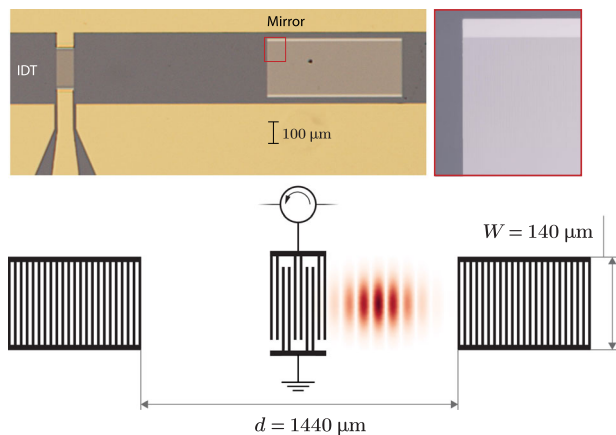 Mirror
IDT
100 µm
W = 140 µm
d = 1440 µm